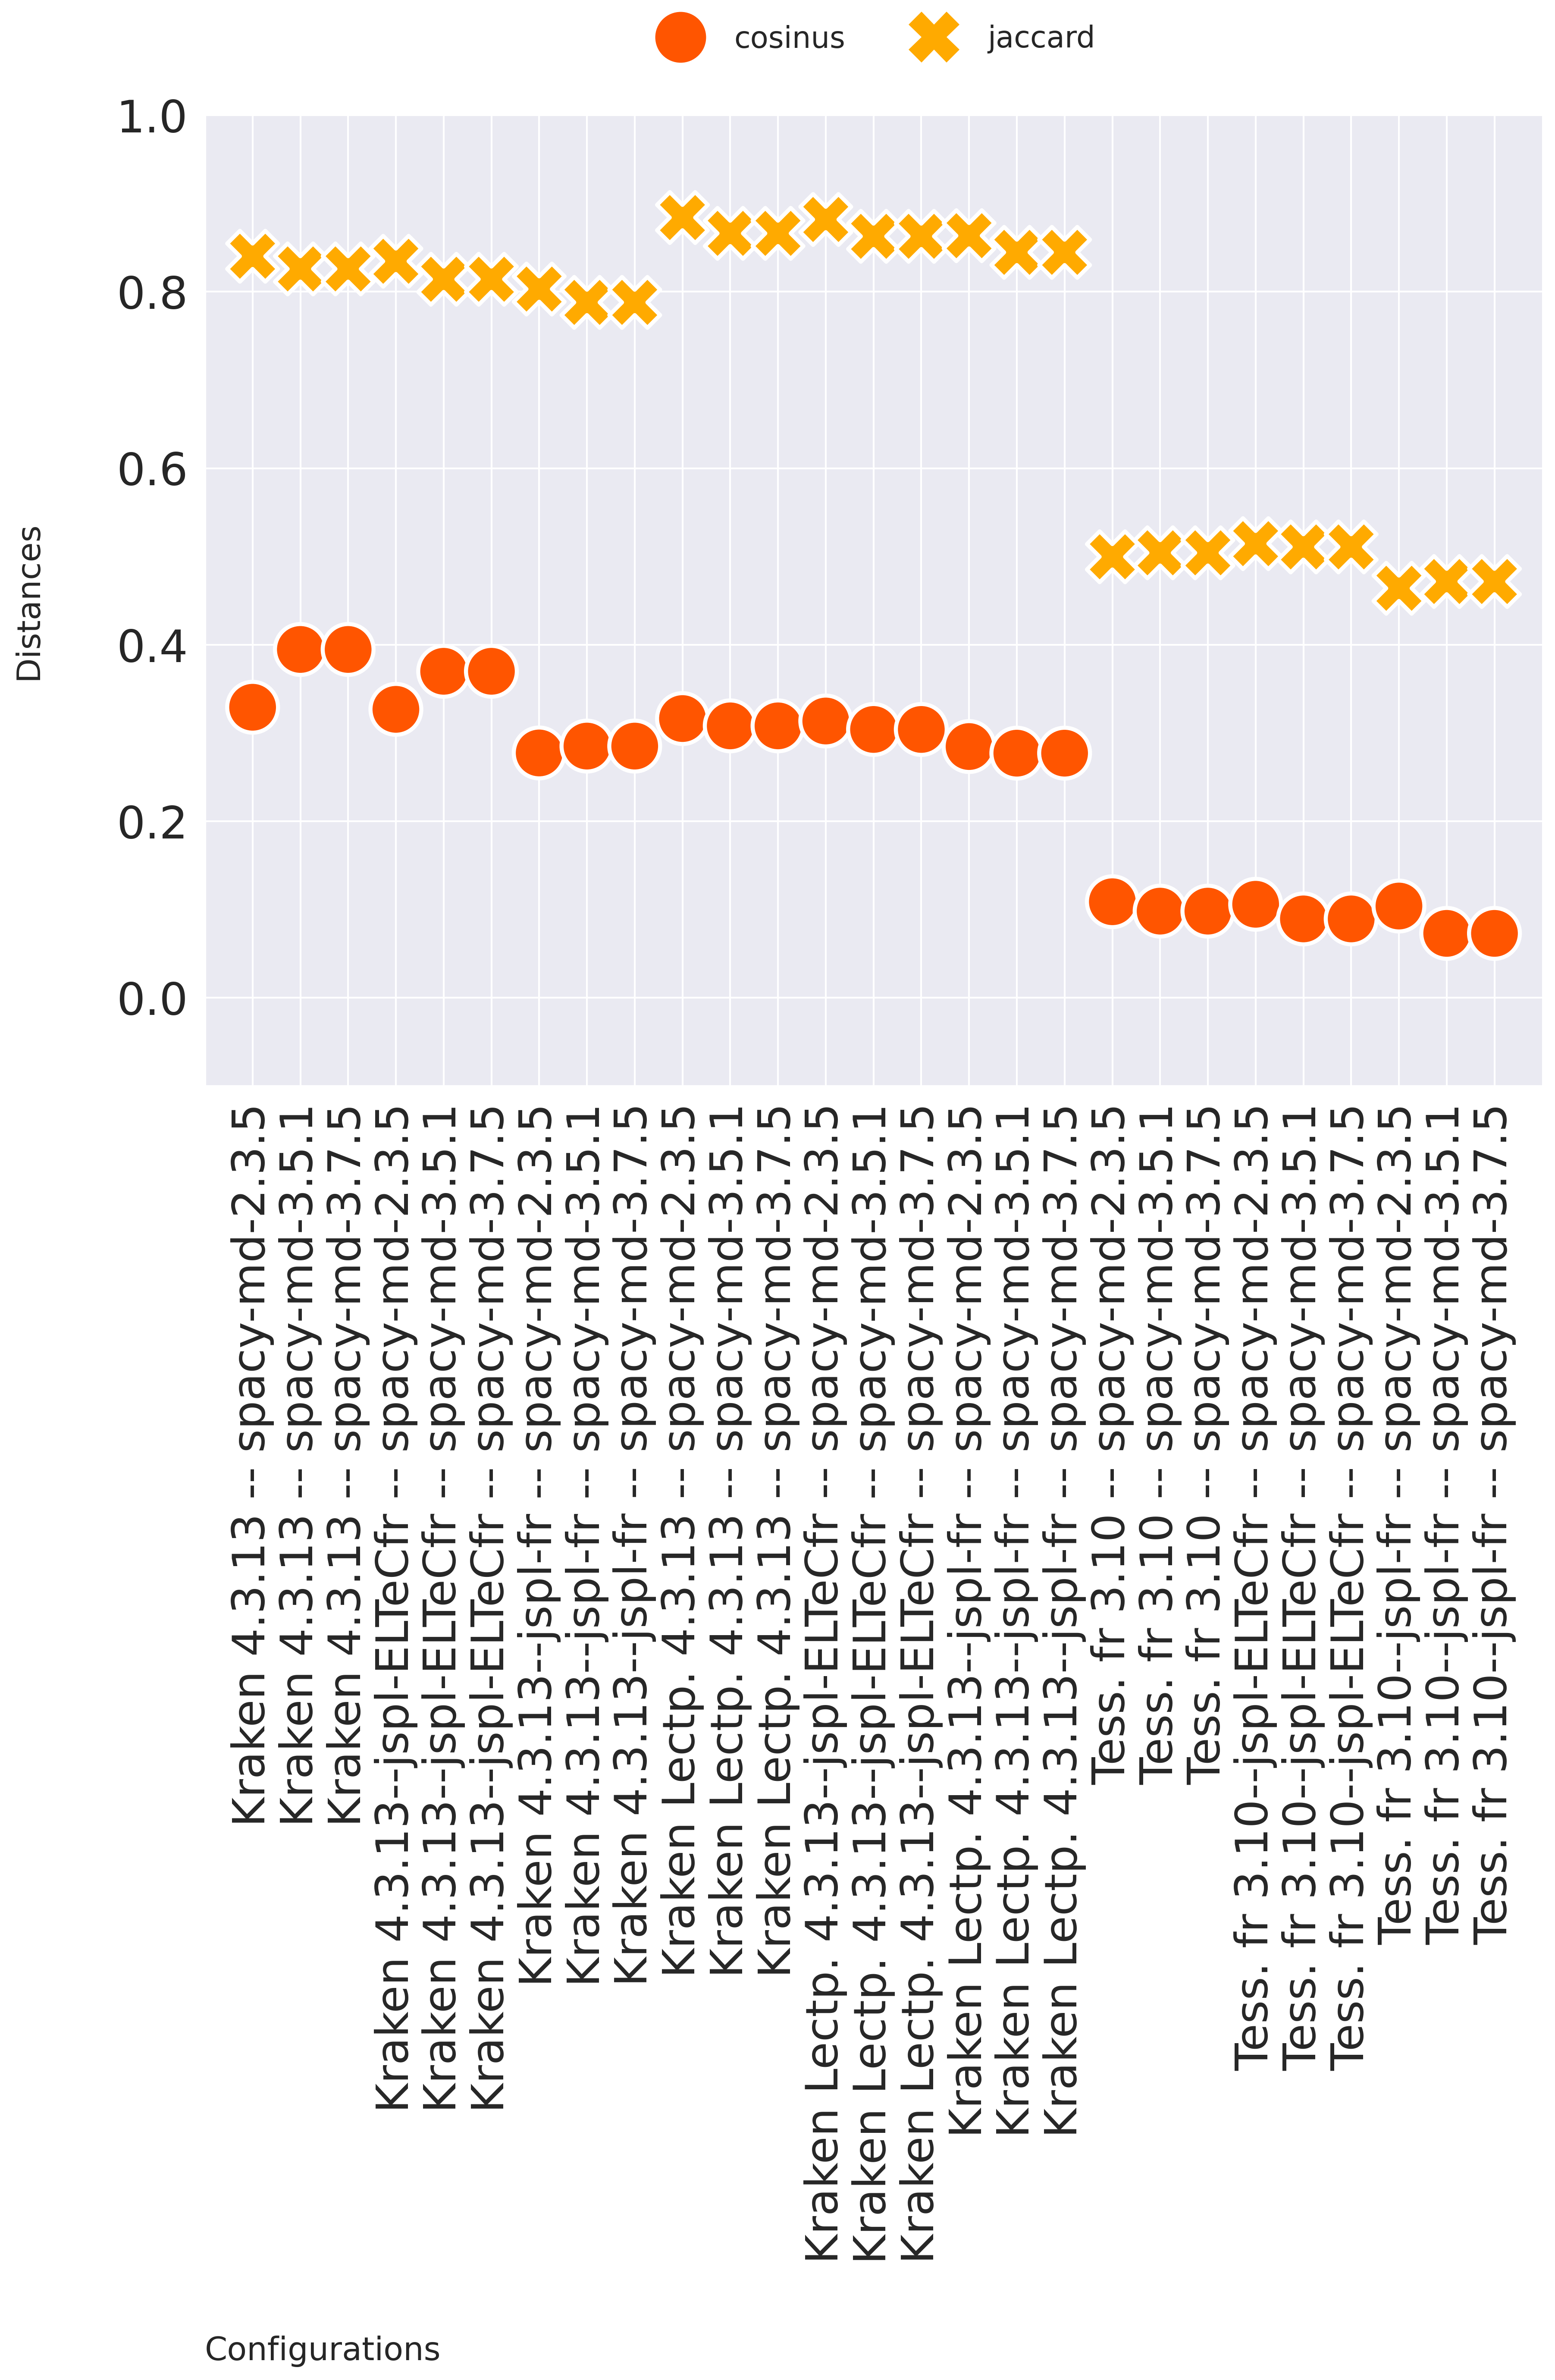 cosinus jaccard
1.0
0.8
0.6
0.4
0.2
0.0
Distances
Kraken 4.3.13 -- spacy-md-2.3.5
Kraken 4.3.13 -- spacy-md-3.5.1
Kraken 4.3.13 -- spacy-md-3.7.5
Kraken 4.3.13--jspl-ELTeCfr -- spacy-md-2.3.5
Kraken 4.3.13--jspl-ELTeCfr -- spacy-md-3.5.1
Kraken 4.3.13--jspl-ELTeCfr -- spacy-md-3.7.5
Kraken 4.3.13--jspl-fr -- spacy-md-2.3.5
Kraken 4.3.13--jspl-fr -- spacy-md-3.5.1
Kraken 4.3.13--jspl-fr -- spacy-md-3.7.5
Kraken Lectp. 4.3.13 -- spacy-md-2.3.5
Kraken Lectp. 4.3.13 -- spacy-md-3.5.1
Kraken Lectp. 4.3.13 -- spacy-md-3.7.5
Kraken Lectp. 4.3.13--jspl-ELTeCfr -- spacy-md-2.3.5
Kraken Lectp. 4.3.13--jspl-ELTeCfr -- spacy-md-3.5.1
Kraken Lectp. 4.3.13--jspl-ELTeCfr -- spacy-md-3.7.5
Kraken Lectp. 4.3.13--jspl-fr -- spacy-md-2.3.5
Kraken Lectp. 4.3.13--jspl-fr -- spacy-md-3.5.1
Kraken Lectp. 4.3.13--jspl-fr -- spacy-md-3.7.5
Tess. fr 3.10 -- spacy-md-2.3.5
Tess. fr 3.10 -- spacy-md-3.5.1
Tess. fr 3.10 -- spacy-md-3.7.5
Tess. fr 3.10--jspl-ELTeCfr -- spacy-md-2.3.5
Tess. fr 3.10--jspl-ELTeCfr -- spacy-md-3.5.1
Tess. fr 3.10--jspl-ELTeCfr -- spacy-md-3.7.5
Tess. fr 3.10--jspl-fr -- spacy-md-2.3.5
Tess. fr 3.10--jspl-fr -- spacy-md-3.5.1
Tess. fr 3.10--jspl-fr -- spacy-md-3.7.5
Configurations